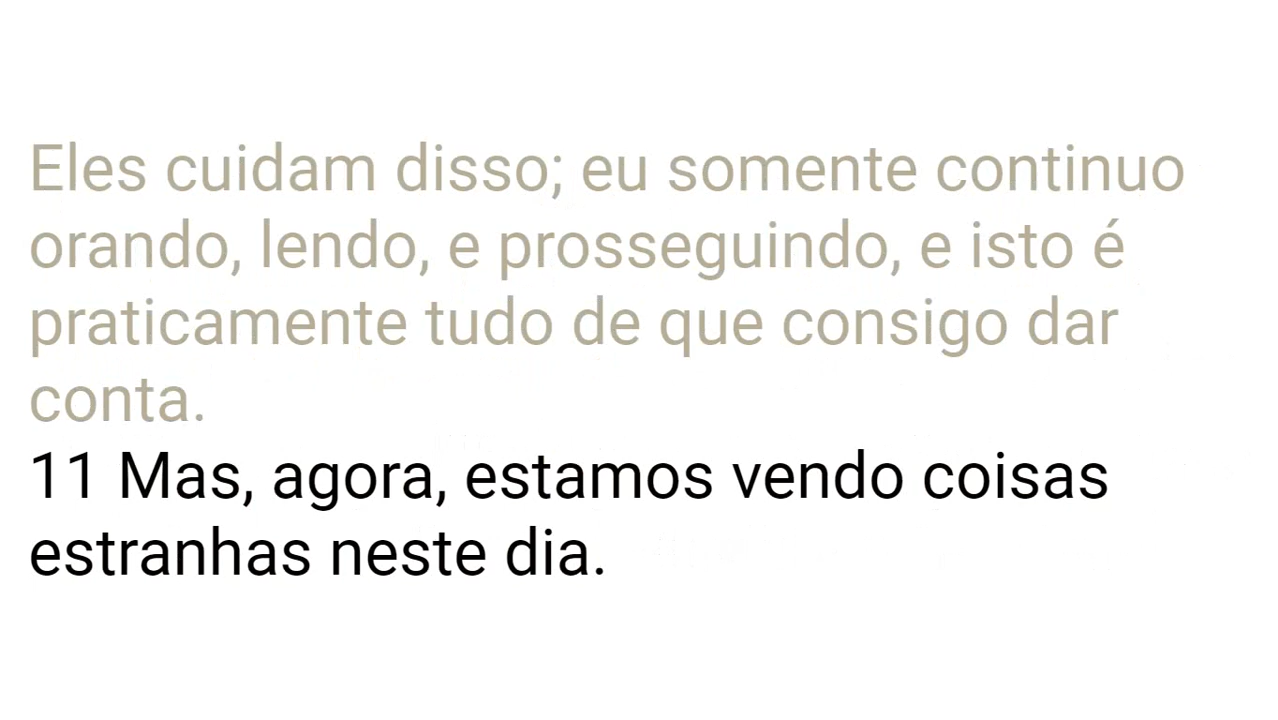 Eles cuidam disso; eu somente continuo
orando, lendo, e prosseguindo, e isto é
praticamente tudo de que consigo dar
conta.
11 Mas, agora, estamos vendo coisas
estranhas neste dia.